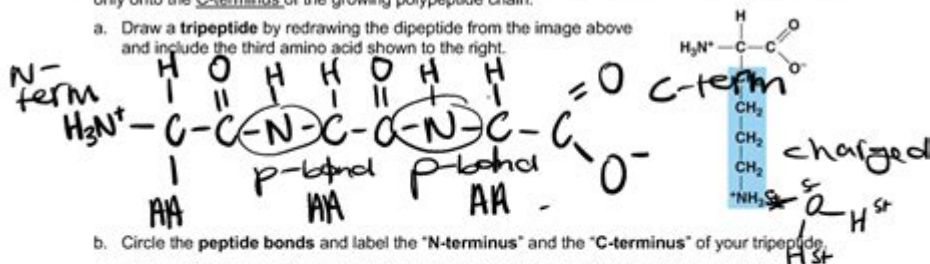 only onto the C-terminus of the growing polypeptide chain.
a. Draw a tripeptide by redrawing the dipeptide from the image above
and include the third amino acid shown to the right.
N-
term
H O H H O H H O
H₃N⁺-C-C-N-C-C-N-C-C
O⁻
p-bond p-bond
AA AA AA
C-term
H
H₃N⁺ C C O
O⁻
CH₂
CH₂
CH₂
⁺NH₃
charged
O-H
H
b. Circle the peptide bonds and label the "N-terminus" and the "C-terminus" of your tripeptide.